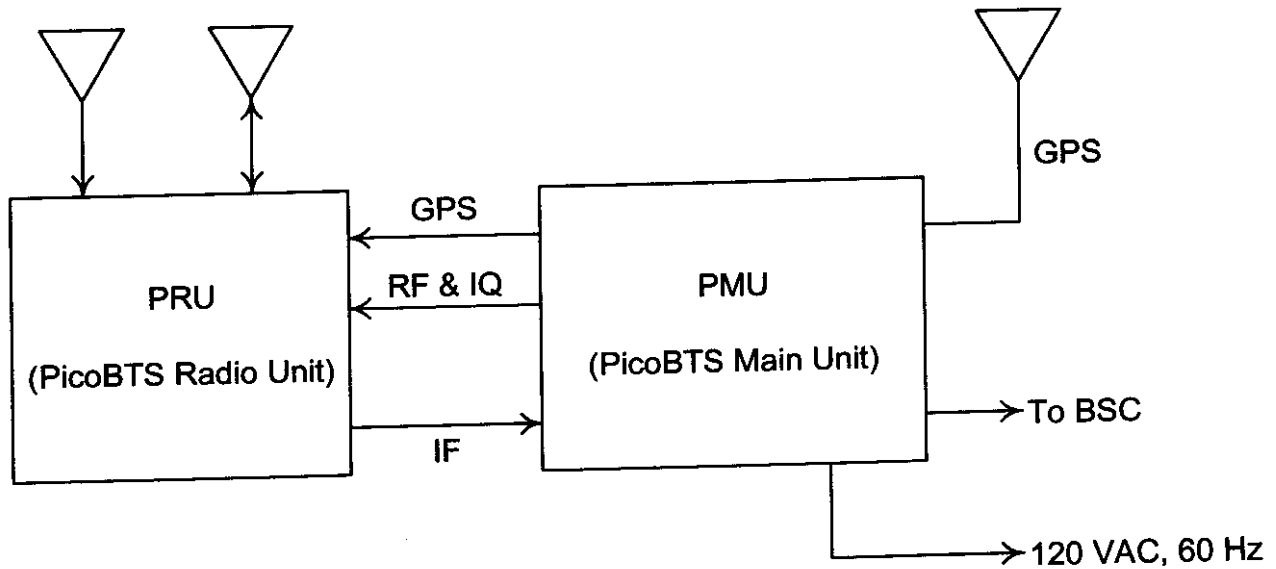 GPS
GPS
RF & IQ
PRU
PMU
(PicoBTS Radio Unit)
(PicoBTS Main Unit)
IF
To BSC
120 VAC, 60 Hz